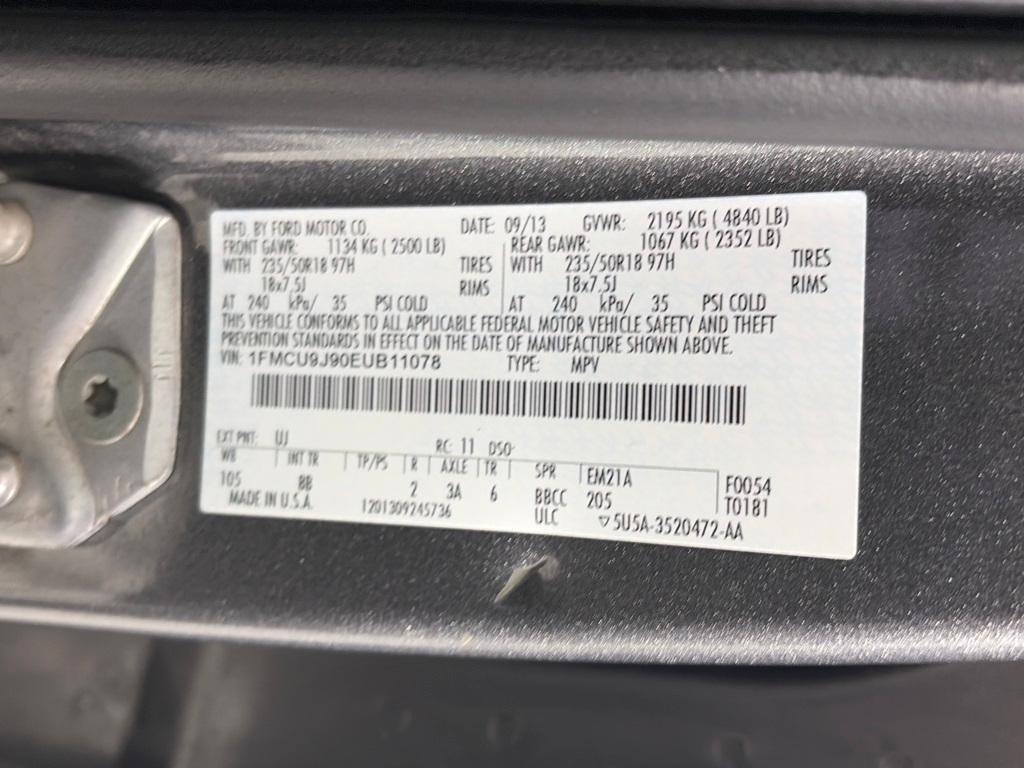 MFD. BY FORD MOTOR CO. DATE: 09/13 GVWR: 2195 KG ( 4840 LB)
FRONT GAWR: 1134 KG ( 2500 LB) REAR GAWR: 1067 KG ( 2352 LB)
WITH 235/50R18 97H TIRES WITH 235/50R18 97H TIRES
18x7.5J RIMS 18x7.5J RIMS
AT 240 kPa/ 35 PSI COLD AT 240 kPa/ 35 PSI COLD
THIS VEHICLE CONFORMS TO ALL APPLICABLE FEDERAL MOTOR VEHICLE SAFETY AND THEFT
PREVENTION STANDARDS IN EFFECT ON THE DATE OF MANUFACTURE SHOWN ABOVE.
VIN: 1FMCU9J90EUB11078 TYPE: MPV
EXT PNT: UJ RC: 11 DSO:
WB INT TR TP/PS R AXLE TR SPR EM21A F0054
105 BB 2 3A 6 BBCC 205 T0181
MADE IN U.S.A. 1201309245736 ULC ▽5U5A-3520472-AA